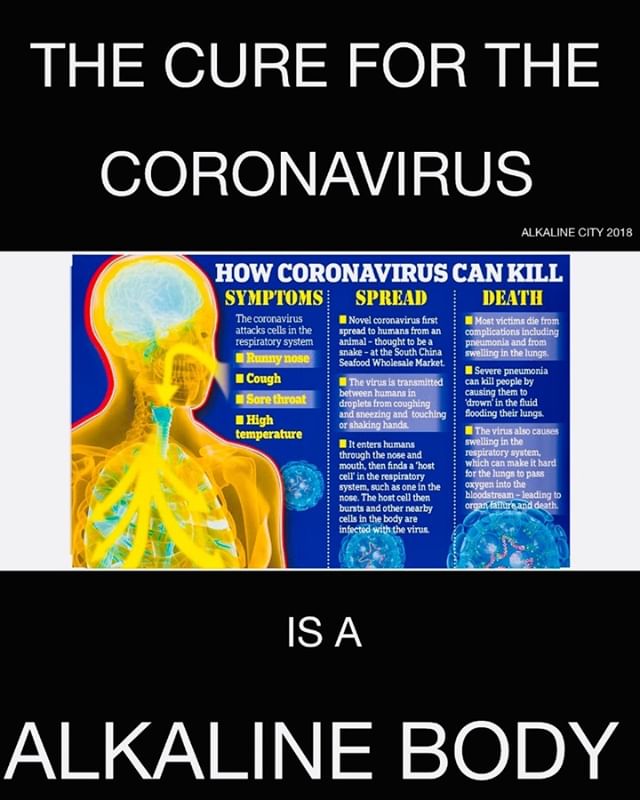 THE CURE FOR THE
CORONAVIRUS
ALKALINE CITY 2018
HOW CORONAVIRUS CAN KILL
SYMPTOMS
The coronavirus
attacks cells in the
respiratory system
Runny nose
Cough
Sore throat
High
temperature
SPREAD
Novel coronavirus first
spread to humans from an
animal – thought to be a
snake – at the South China
Seafood Wholesale Market.
The virus is transmitted
between humans in
droplets from coughing
and sneezing and touching
or shaking hands.
It enters humans
through the nose and
mouth, then finds a 'host
cell' in the respiratory
system, such as one in the
nose. The host cell then
bursts and other nearby
cells in the body are
infected with the virus.
DEATH
Most victims die from
complications including
pneumonia and from
swelling in the lungs.
Severe pneumonia
can kill people by
causing them to
'drown' in the fluid
flooding their lungs.
The virus also causes
swelling in the
respiratory system,
which can make it hard
for the lungs to pass
oxygen into the
bloodstream – leading to
organ failure and death.
IS A
ALKALINE BODY